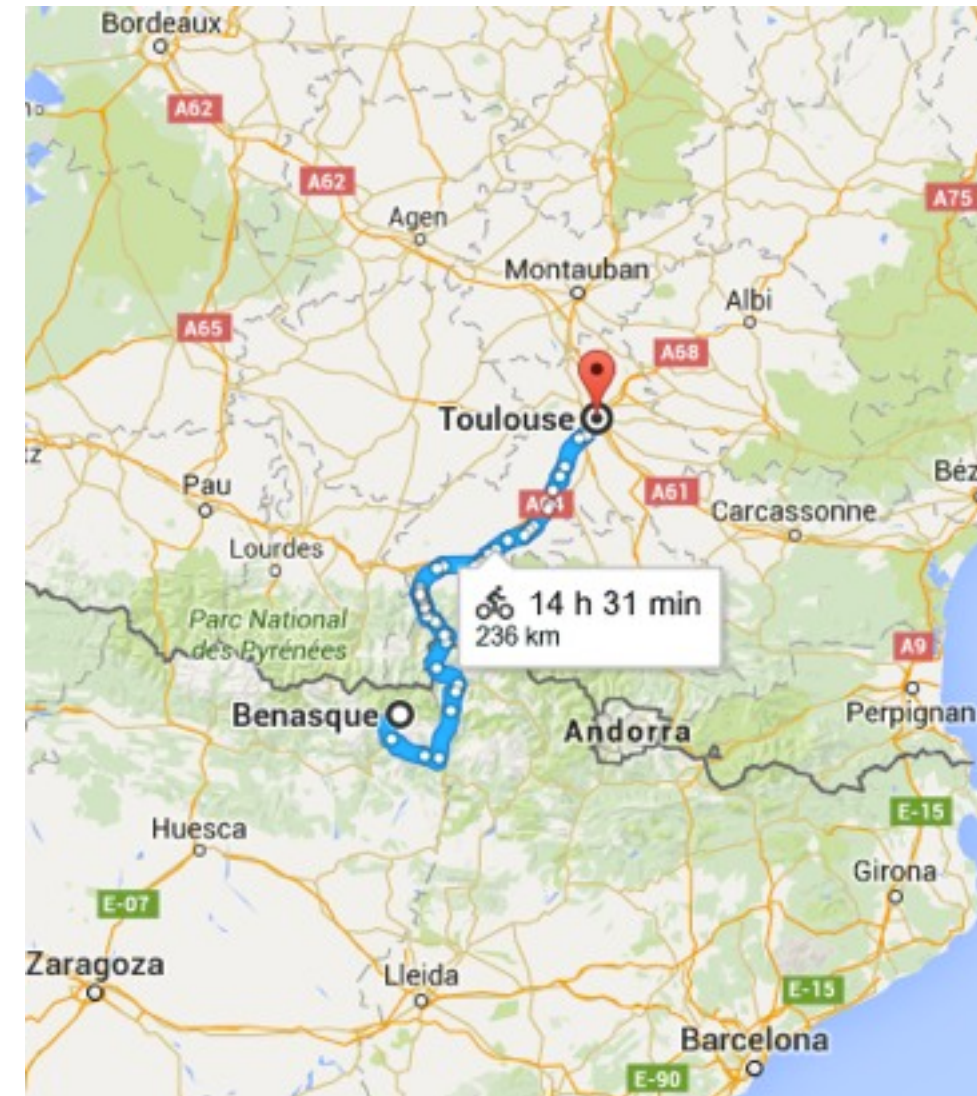 Bordeaux
A62
A62
A75
Agen
Montauban
Albi
A65
A68
Toulouse
Pau
A61
Béz
Carcassonne
Lourdes
14 h 31 min
236 km
Parc National
des Pyrénées
A9
Benasque
Andorra
Perpignan
E-15
Huesca
Girona
E-07
Zaragoza
Lleida
E-15
Barcelona
E-90